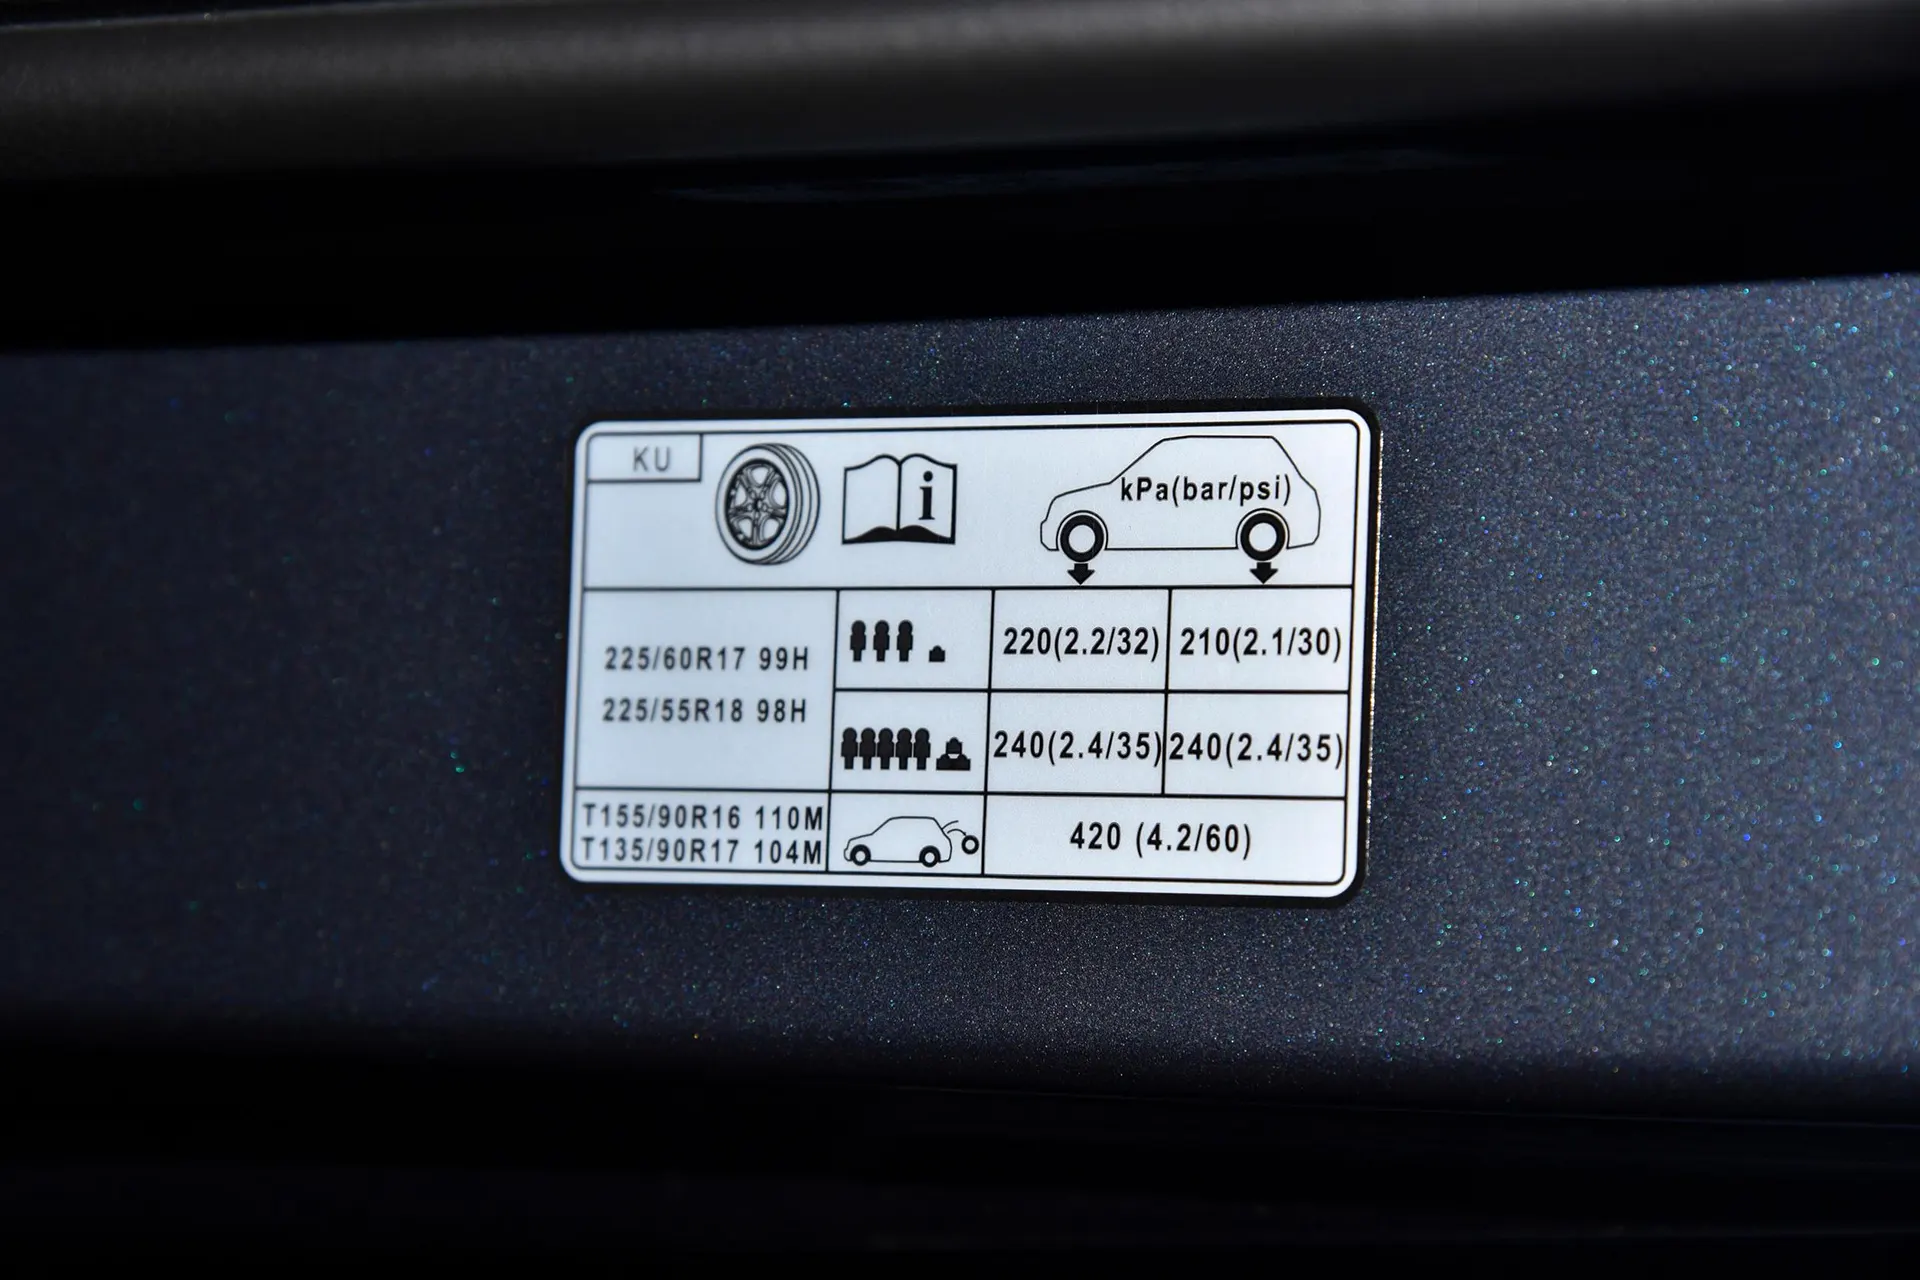 KU
i
kPa(bar/psi)
225/60R17 99H
225/55R18 98H
220(2.2/32) 210(2.1/30)
240(2.4/35) 240(2.4/35)
T155/90R16 110M
T135/90R17 104M
420 (4.2/60)